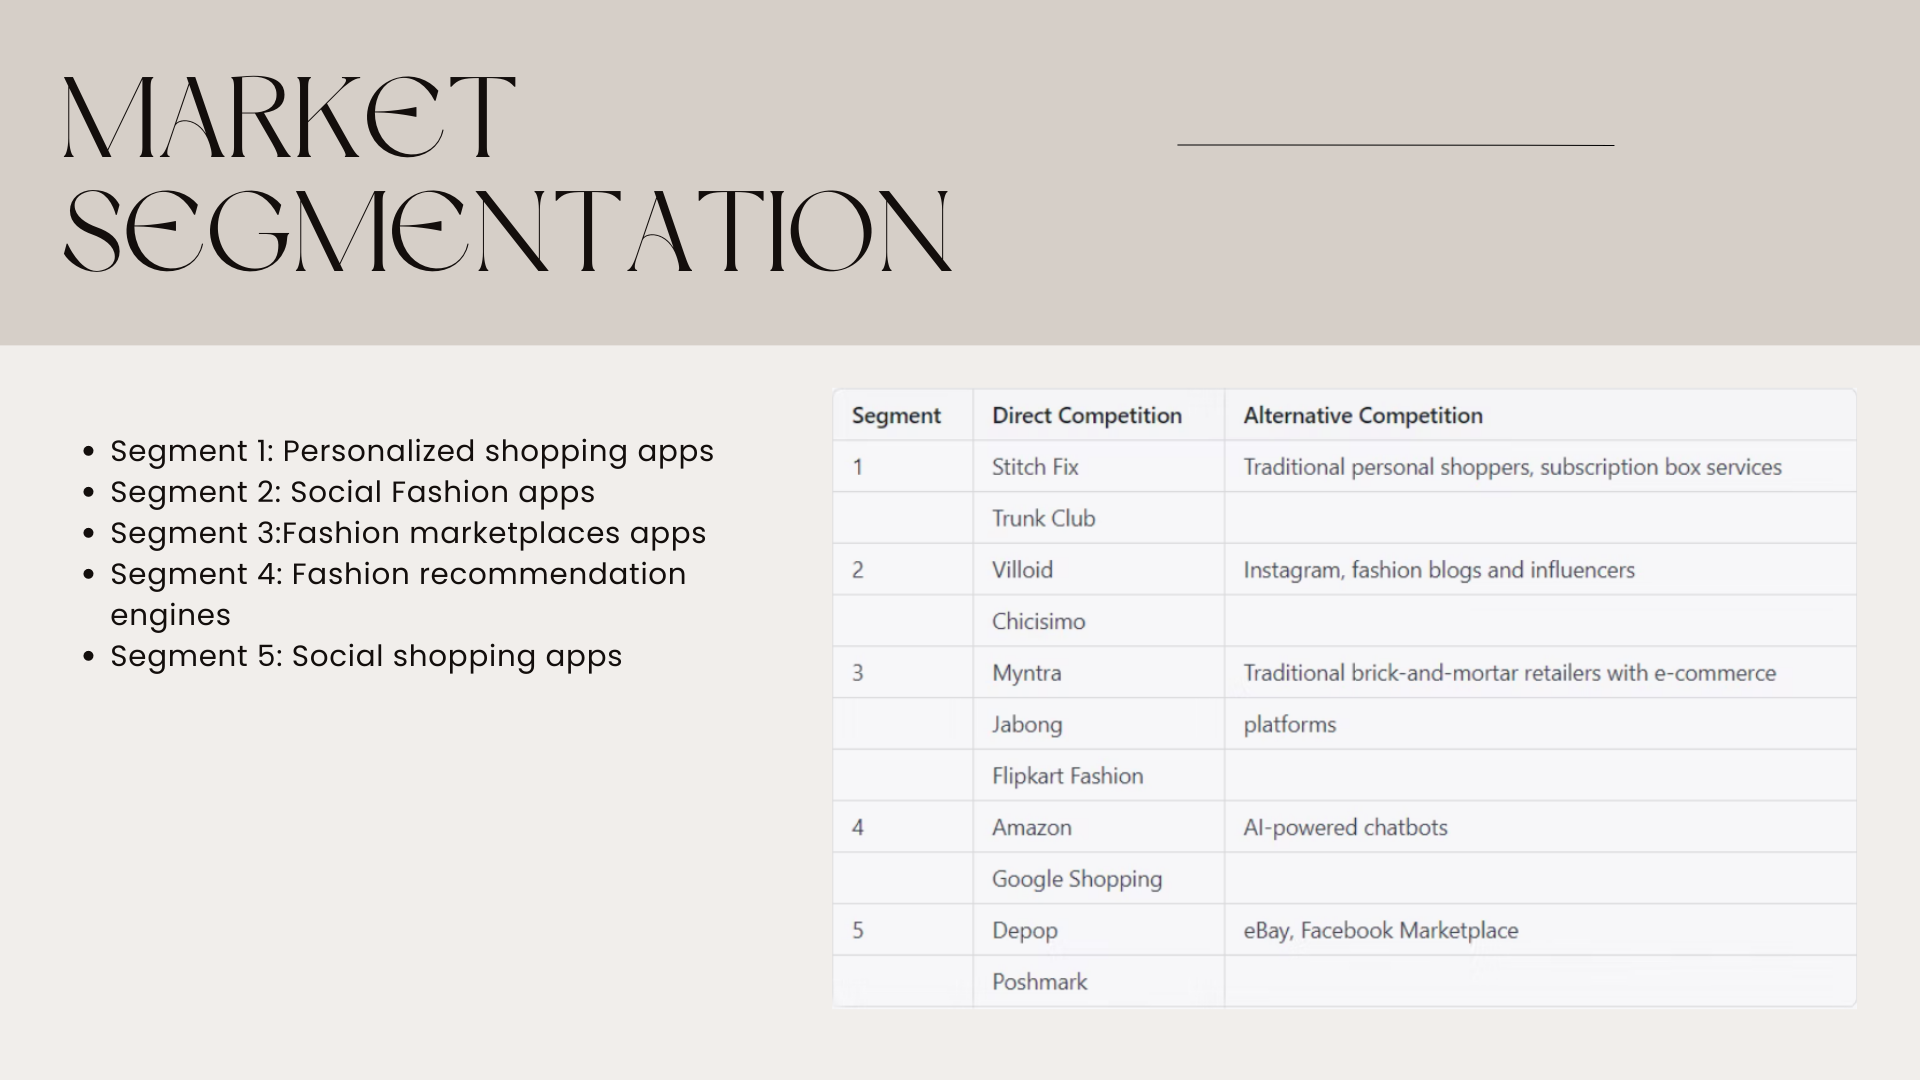 MARKET
SEGMENTATION
• Segment 1: Personalized shopping apps
• Segment 2: Social Fashion apps
• Segment 3:Fashion marketplaces apps
• Segment 4: Fashion recommendation
engines
• Segment 5: Social shopping apps
Segment Direct Competition Alternative Competition
1 Stitch Fix Traditional personal shoppers, subscription box services
Trunk Club
2 Villoid Instagram, fashion blogs and influencers
Chicisimo
3 Myntra Traditional brick-and-mortar retailers with e-commerce
Jabong platforms
Flipkart Fashion
4 Amazon AI-powered chatbots
Google Shopping
5 Depop eBay, Facebook Marketplace
Poshmark